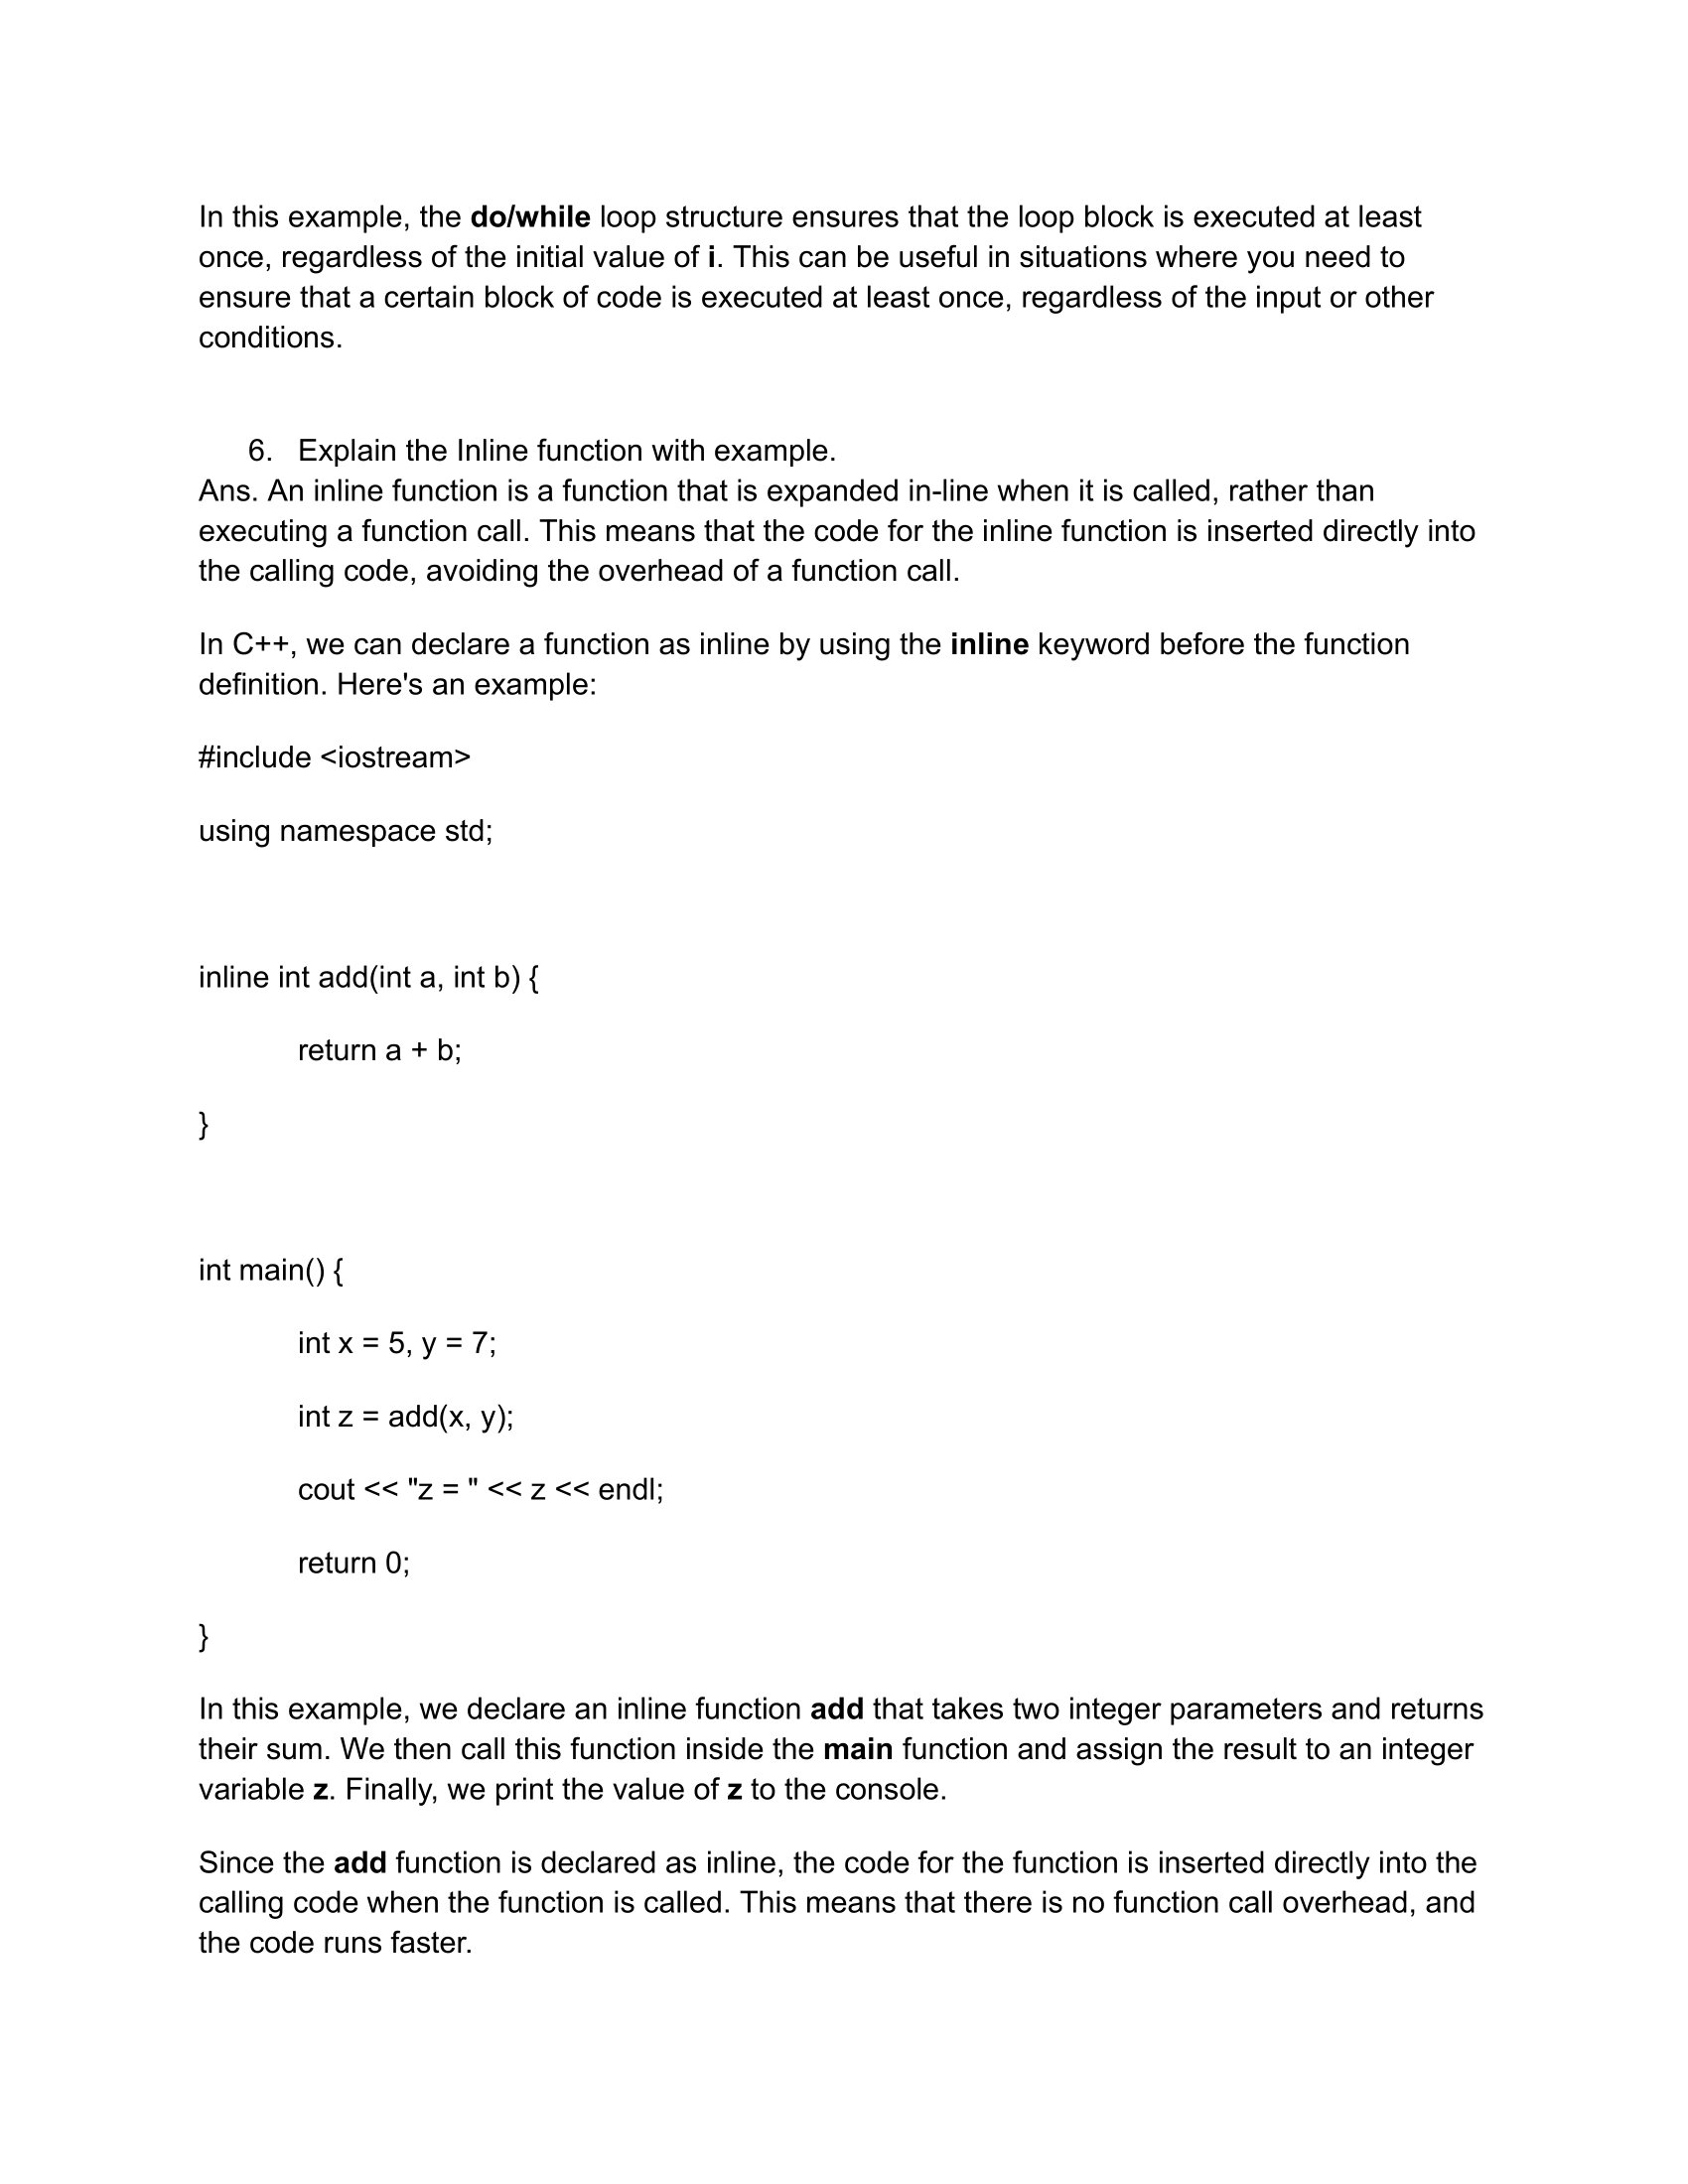 In this example, the do/while loop structure ensures that the loop block is executed at least
once, regardless of the initial value of i. This can be useful in situations where you need to
ensure that a certain block of code is executed at least once, regardless of the input or other
conditions.
6. Explain the Inline function with example.
Ans. An inline function is a function that is expanded in-line when it is called, rather than
executing a function call. This means that the code for the inline function is inserted directly into
the calling code, avoiding the overhead of a function call.
In C++, we can declare a function as inline by using the inline keyword before the function
definition. Here's an example:
#include <iostream>
using namespace std;
inline int add(int a, int b) {
return a + b;
}
int main() {
int x = 5, y = 7;
int z = add(x, y);
cout << "z = " << z << endl;
return 0;
}
In this example, we declare an inline function add that takes two integer parameters and returns
their sum. We then call this function inside the main function and assign the result to an integer
variable z. Finally, we print the value of z to the console.
Since the add function is declared as inline, the code for the function is inserted directly into the
calling code when the function is called. This means that there is no function call overhead, and
the code runs faster.